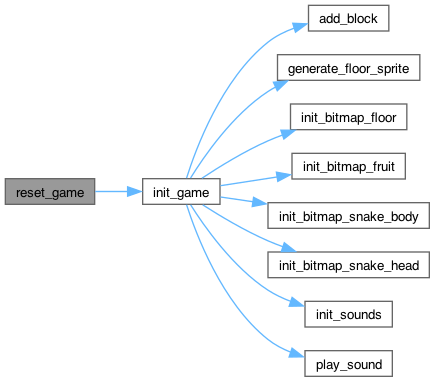 reset_game
init_game
add_block
generate_floor_sprite
init_bitmap_floor
init_bitmap_fruit
init_bitmap_snake_body
init_bitmap_snake_head
init_sounds
play_sound